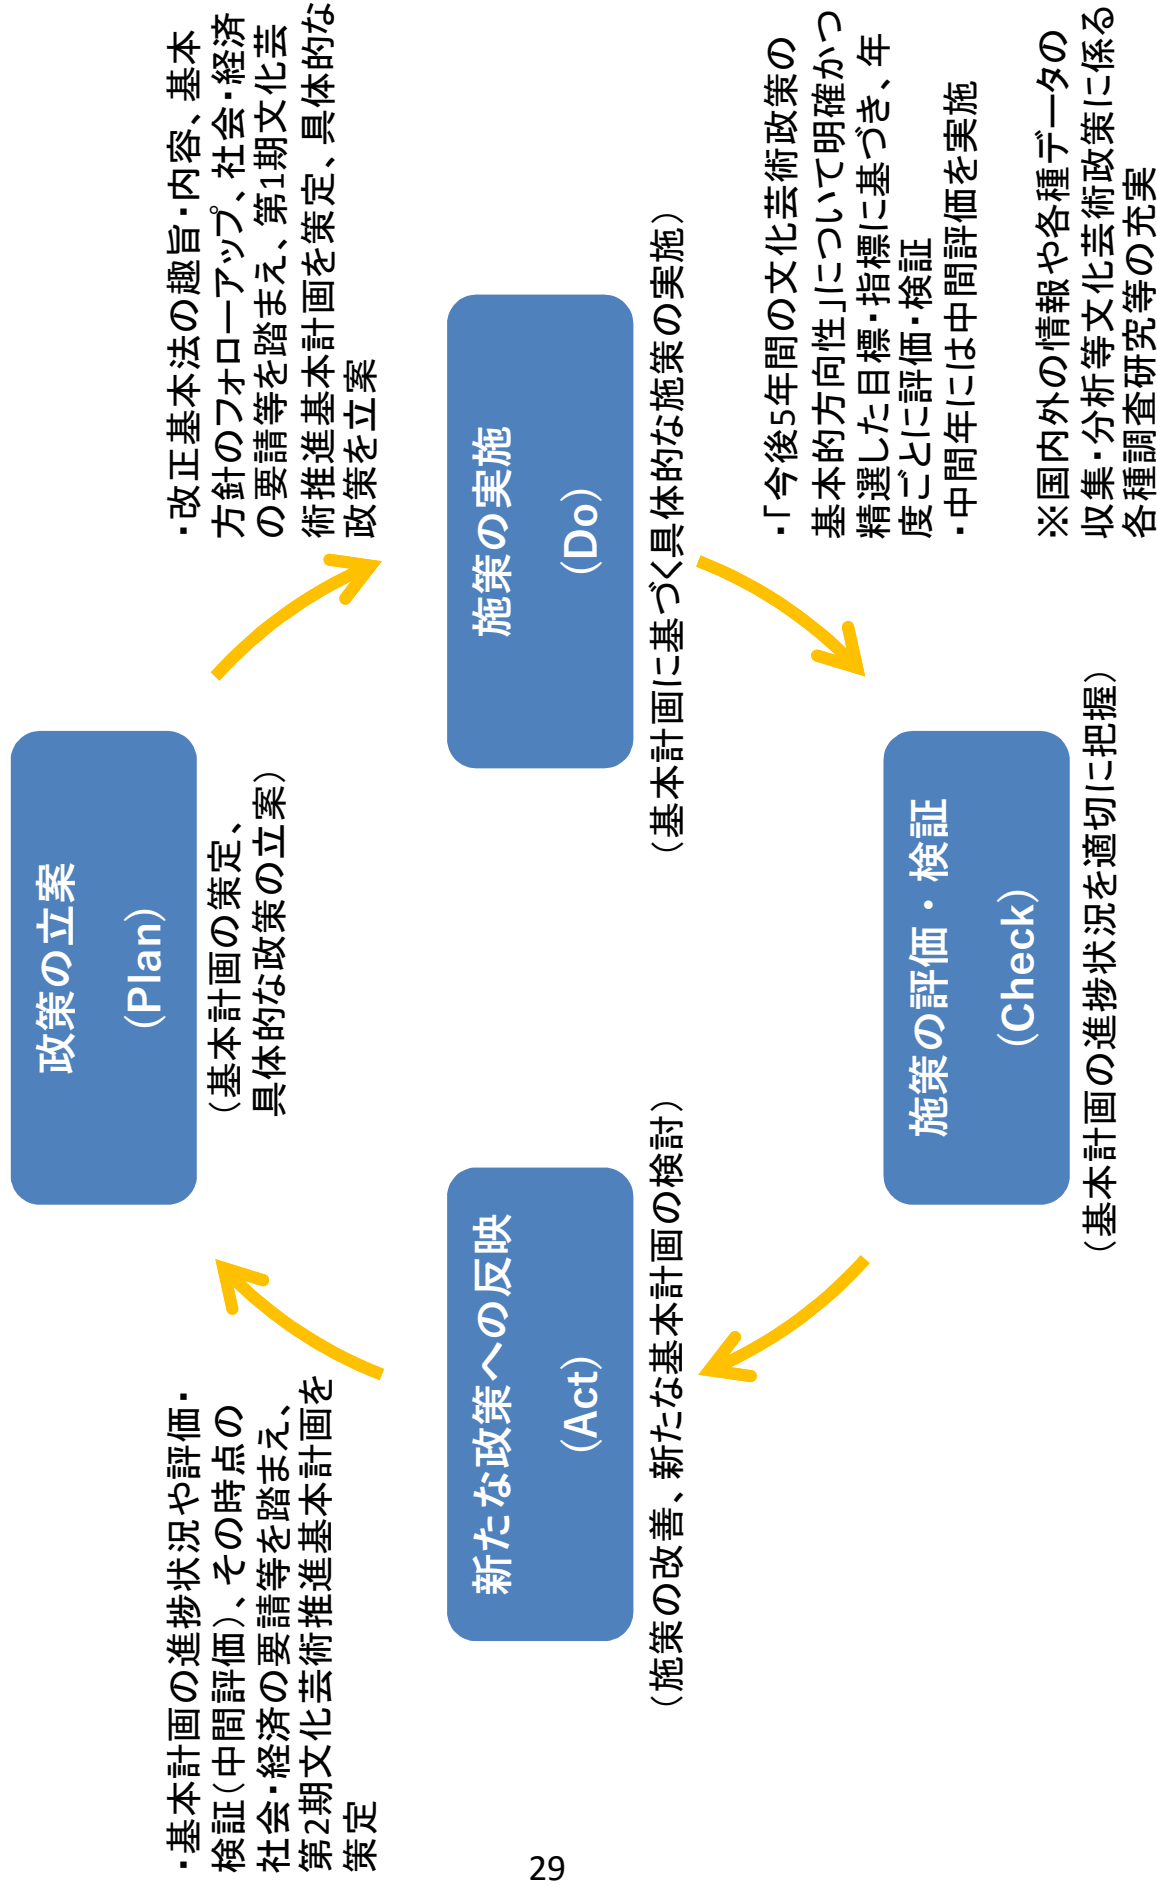 政策の立案
(Plan)
（基本計画の策定、
具体的な政策の立案）
・改正基本法の趣旨・内容、基本
方針のフォローアップ、社会・経済
の要請等を踏まえ、第1期文化芸
術推進基本計画を策定、具体的な
政策を立案
施策の実施
(Do)
（基本計画に基づく具体的な施策の実施）
・「今後5年間の文化芸術政策の
基本的方向性」について明確かつ
精選した目標・指標に基づき、年
度ごとに評価・検証
・中間年には中間評価を実施
※国内外の情報や各種データの
収集・分析等文化芸術政策に係る
各種調査研究等の充実
施策の評価・検証
(Check)
（基本計画の進捗状況を適切に把握）
新たな政策への反映
(Act)
（施策の改善、新たな基本計画の検討）
・基本計画の進捗状況や評価・
検証（中間評価）、その時点の
社会・経済の要請等を踏まえ、
第2期文化芸術推進基本計画を
策定
29